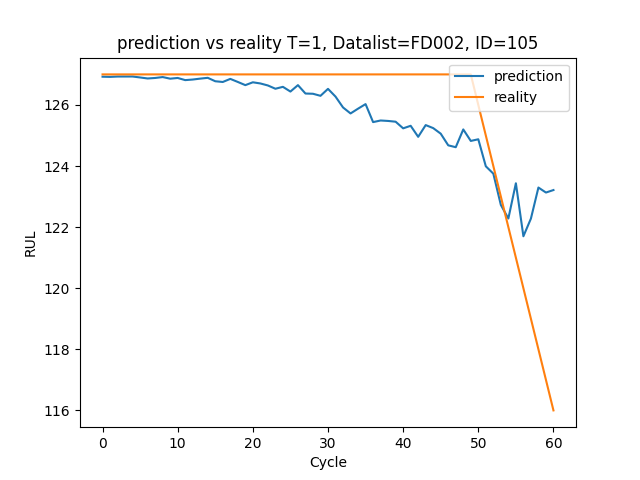 prediction vs reality T=1, Datalist=FD002, ID=105
prediction
reality
126
124
122
120
118
116
RUL
0 10 20 30 40 50 60
Cycle